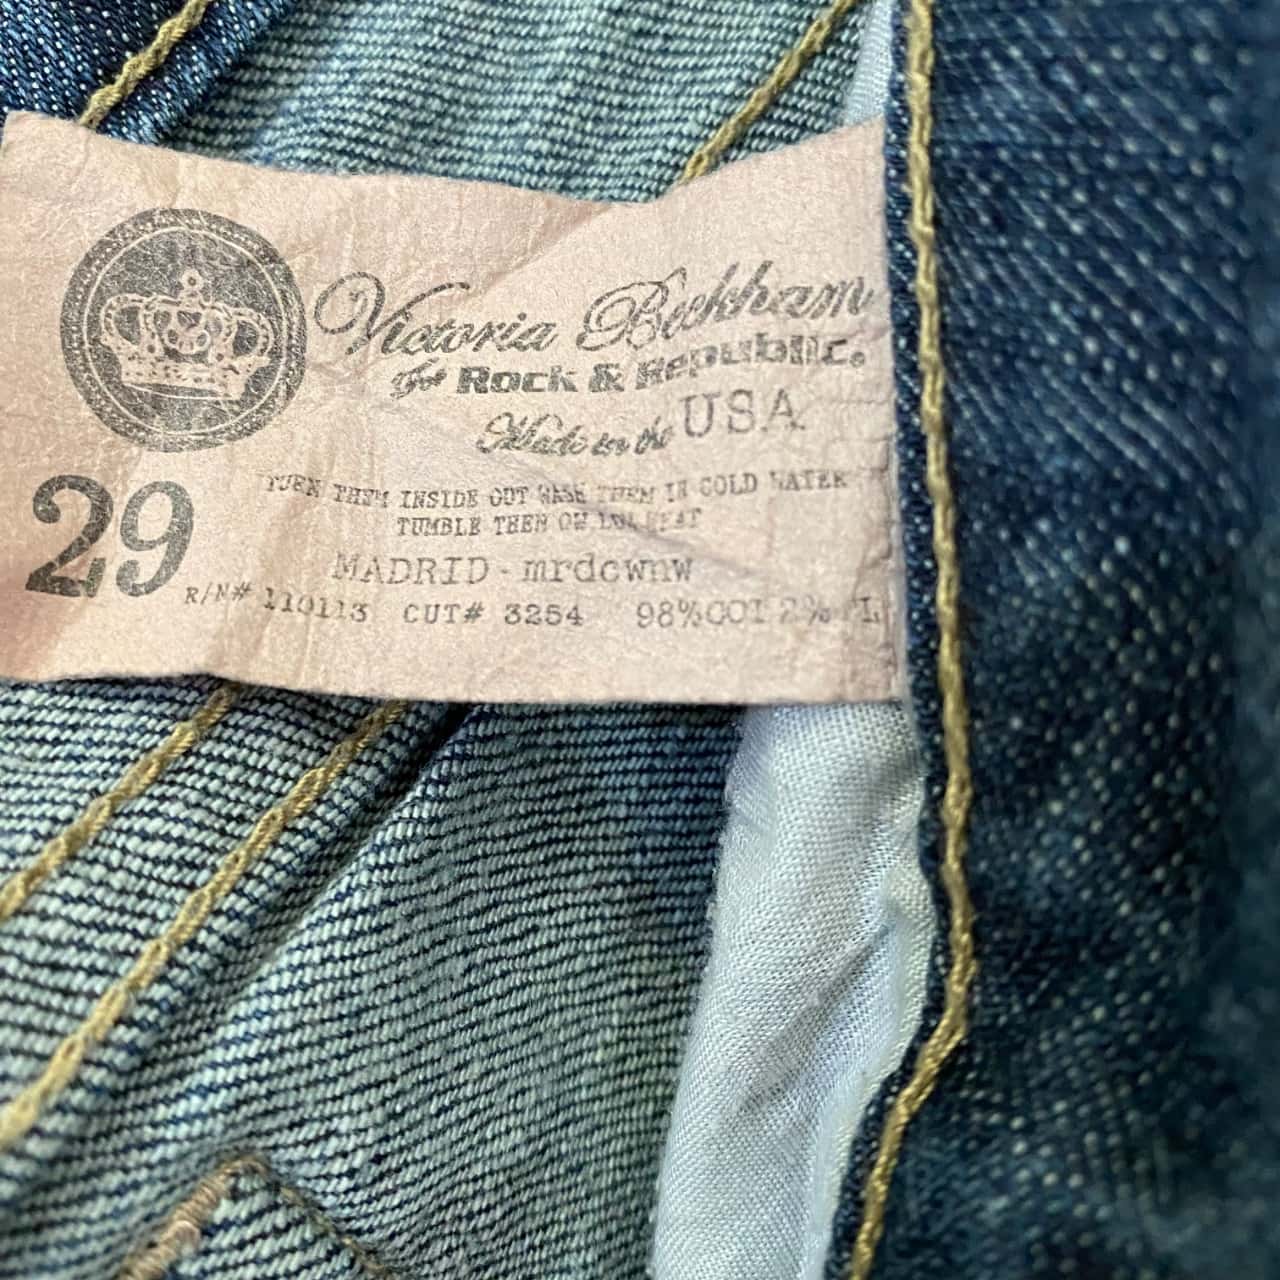 Victoria Beckham
For Rock & Republic.
Made in the USA
29
TURN THEM INSIDE OUT WASH THEM IN COLD WATER
TUMBLE THEM ON LOW HEAT
MADRID - mrdcwnw
R/N# 110113 CUT# 3254 98%COT 2%